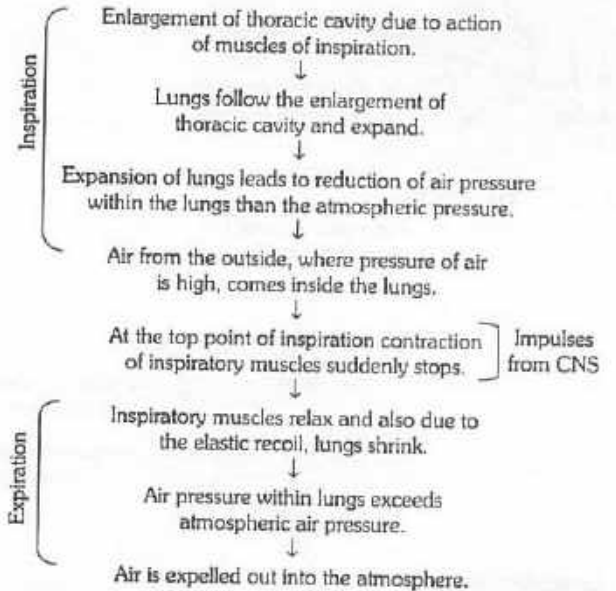 Inspiration
Enlargement of thoracic cavity due to action
of muscles of inspiration.
↓
Lungs follow the enlargement of
thoracic cavity and expand.
↓
Expansion of lungs leads to reduction of air pressure
within the lungs than the atmospheric pressure.
↓
Air from the outside, where pressure of air
is high, comes inside the lungs.
↓
At the top point of inspiration contraction
of inspiratory muscles suddenly stops.
Impulses
from CNS
↓
Expiration
Inspiratory muscles relax and also due to
the elastic recoil, lungs shrink.
↓
Air pressure within lungs exceeds
atmospheric air pressure.
↓
Air is expelled out into the atmosphere.